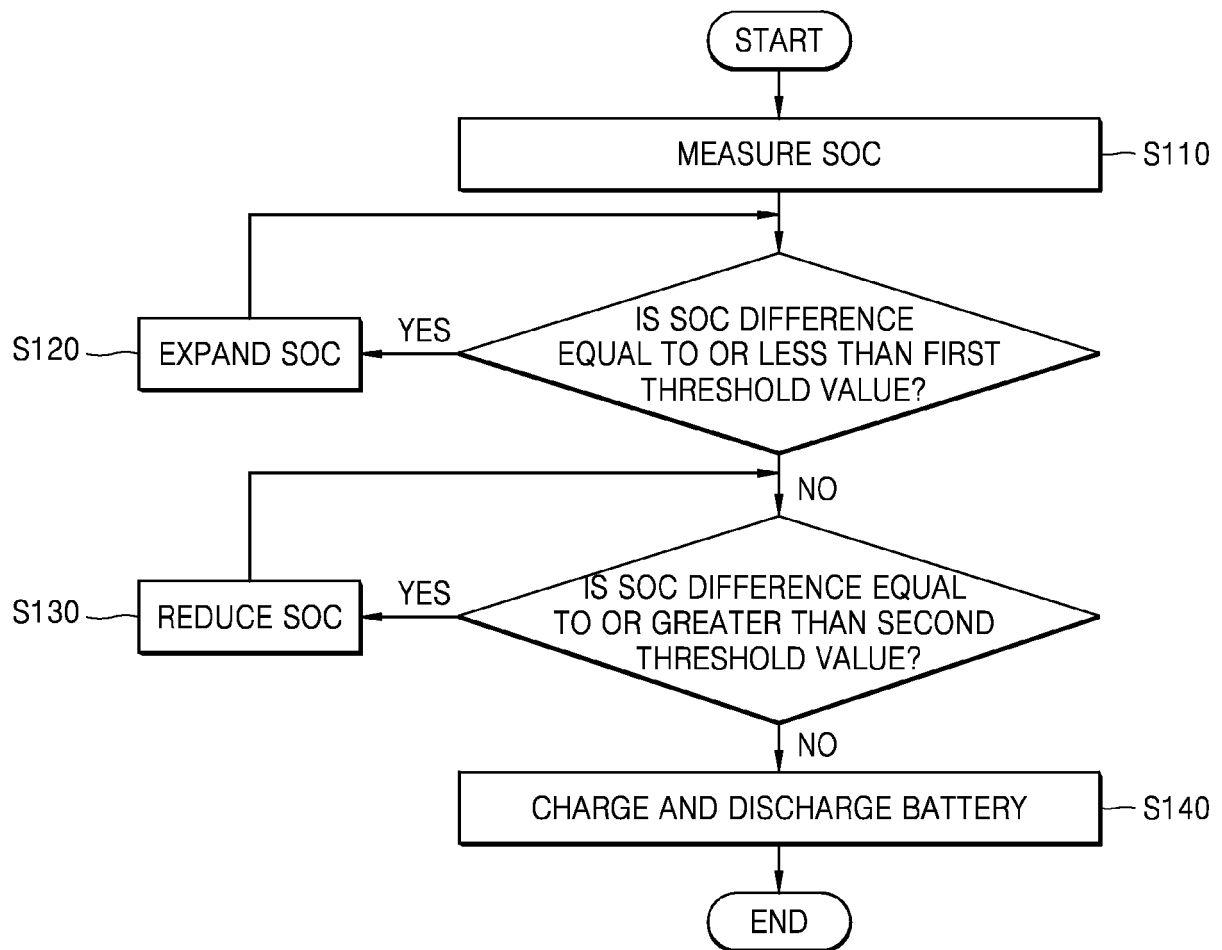 START
MEASURE SOC
S110
IS SOC DIFFERENCE
EQUAL TO OR LESS THAN FIRST
THRESHOLD VALUE?
YES
EXPAND SOC
S120
NO
IS SOC DIFFERENCE EQUAL
TO OR GREATER THAN SECOND
THRESHOLD VALUE?
YES
REDUCE SOC
S130
NO
CHARGE AND DISCHARGE BATTERY
S140
END